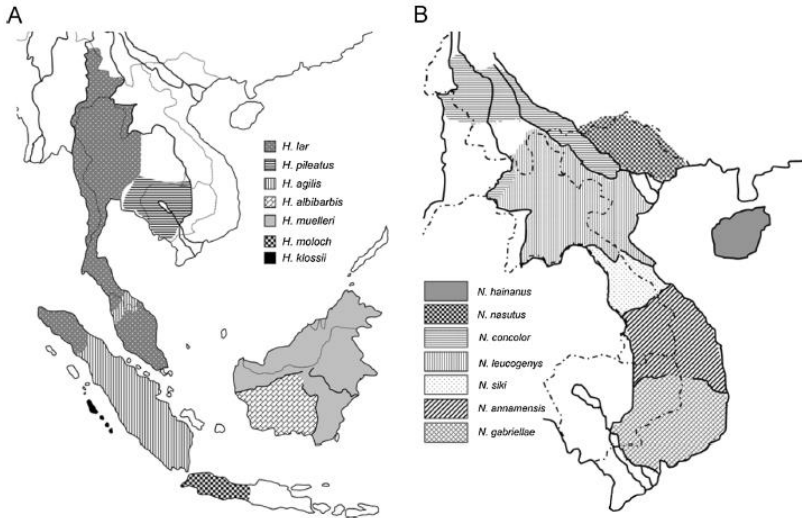 A
H. lar
H. pileatus
H. agilis
H. albibarbis
H. muelleri
H. moloch
H. klossii
B
N. hainanus
N. nasutus
N. concolor
N. leucogenys
N. siki
N. annamensis
N. gabriellae